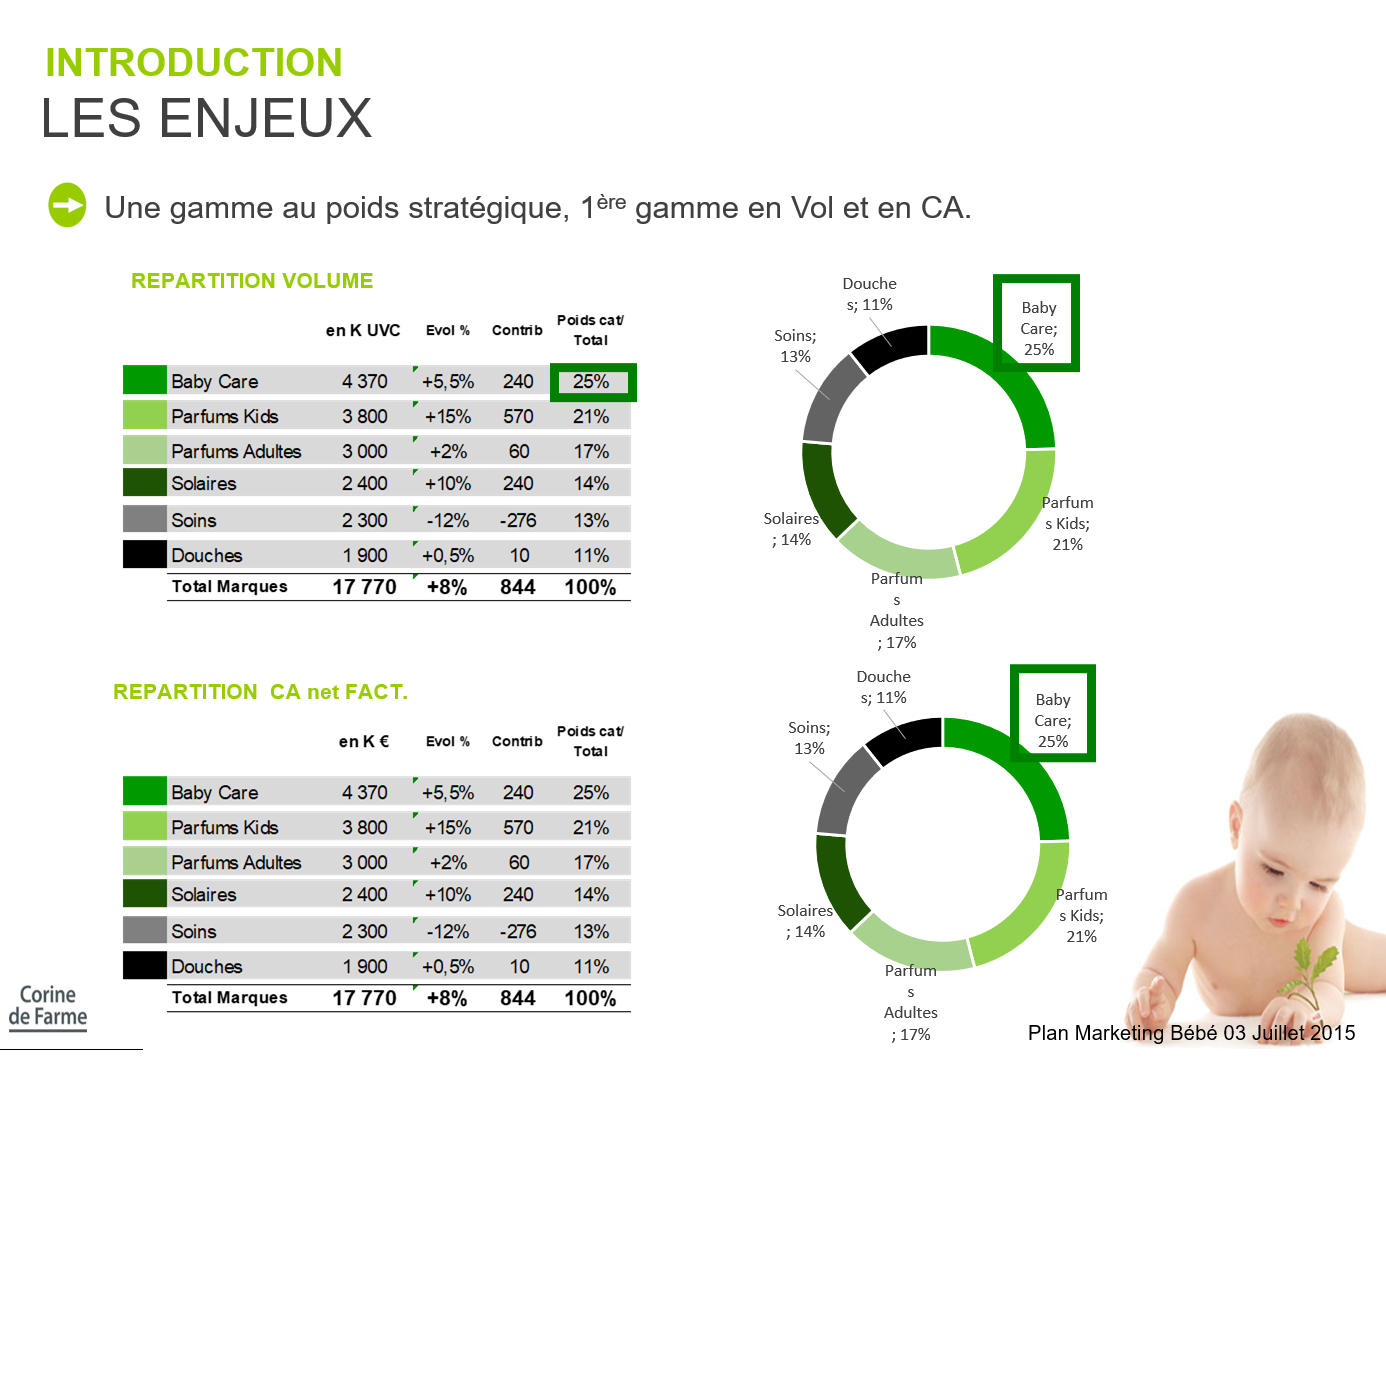 INTRODUCTION
LES ENJEUX
Une gamme au poids stratégique, 1ère gamme en Vol et en CA.
REPARTITION VOLUME
en K UVC Evol % Contrib Poids cat/
Total
Baby Care 4 370 +5,5% 240 25%
Parfums Kids 3 800 +15% 570 21%
Parfums Adultes 3 000 +2% 60 17%
Solaires 2 400 +10% 240 14%
Soins 2 300 -12% -276 13%
Douches 1 900 +0,5% 10 11%
Total Marques 17 770 +8% 844 100%
Douche
s; 11%
Baby
Care;
25%
Soins;
13%
Parfum
s Kids;
21%
Solaires
; 14%
Parfum
s
Adultes
; 17%
REPARTITION CA net FACT.
en K € Evol % Contrib Poids cat/
Total
Baby Care 4 370 +5,5% 240 25%
Parfums Kids 3 800 +15% 570 21%
Parfums Adultes 3 000 +2% 60 17%
Solaires 2 400 +10% 240 14%
Soins 2 300 -12% -276 13%
Douches 1 900 +0,5% 10 11%
Total Marques 17 770 +8% 844 100%
Douche
s; 11%
Baby
Care;
25%
Soins;
13%
Parfum
s Kids;
21%
Solaires
; 14%
Parfum
s
Adultes
; 17%
Corine
de Farme
Plan Marketing Bébé 03 Juillet 2015